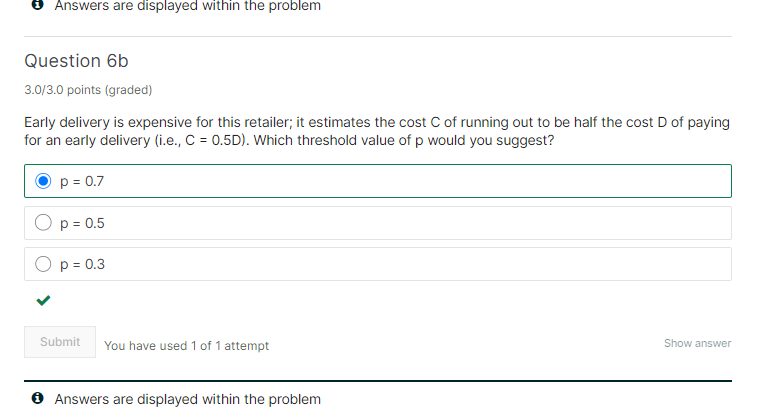 Answers are displayed within the problem
Question 6b
3.0/3.0 points (graded)
Early delivery is expensive for this retailer; it estimates the cost C of running out to be half the cost D of paying
for an early delivery (i.e., C = 0.5D). Which threshold value of p would you suggest?
p = 0.7
p = 0.5
p = 0.3
Submit
You have used 1 of 1 attempt
Show answer
Answers are displayed within the problem